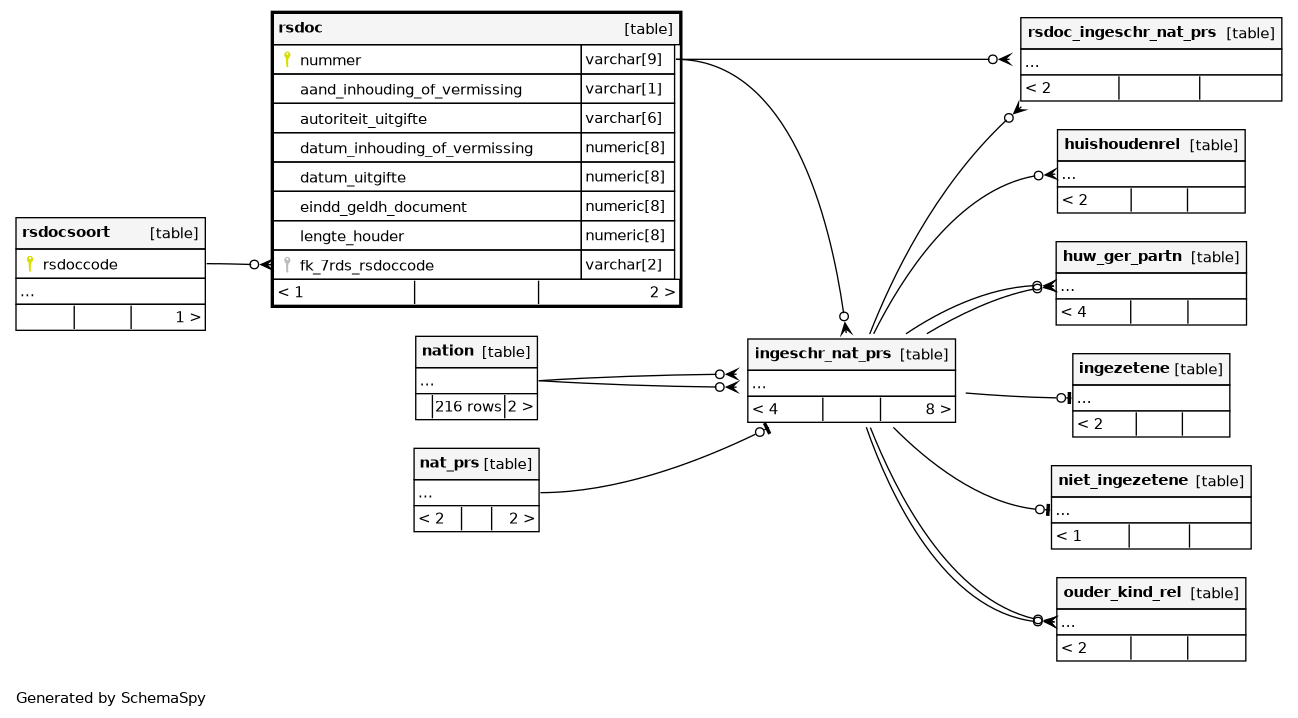 rsdoc [table]
nummer varchar[9]
aand_inhouding_of_vermissing varchar[1]
autoriteit_uitgifte varchar[6]
datum_inhouding_of_vermissing numeric[8]
datum_uitgifte numeric[8]
eindd_geldh_document numeric[8]
lengte_houder numeric[8]
fk_7rds_rsdoccode varchar[2]
< 1 2 >
rsdocsoort [table]
rsdoccode
...
1 >
nation [table]
...
216 rows 2 >
nat_prs [table]
...
< 2 2 >
ingeschr_nat_prs [table]
...
< 4 8 >
rsdoc_ingeschr_nat_prs [table]
...
< 2
huishoudenrel [table]
...
< 2
huw_ger_partn [table]
...
< 4
ingezetene [table]
...
< 2
niet_ingezetene [table]
...
< 1
ouder_kind_rel [table]
...
< 2
Generated by SchemaSpy